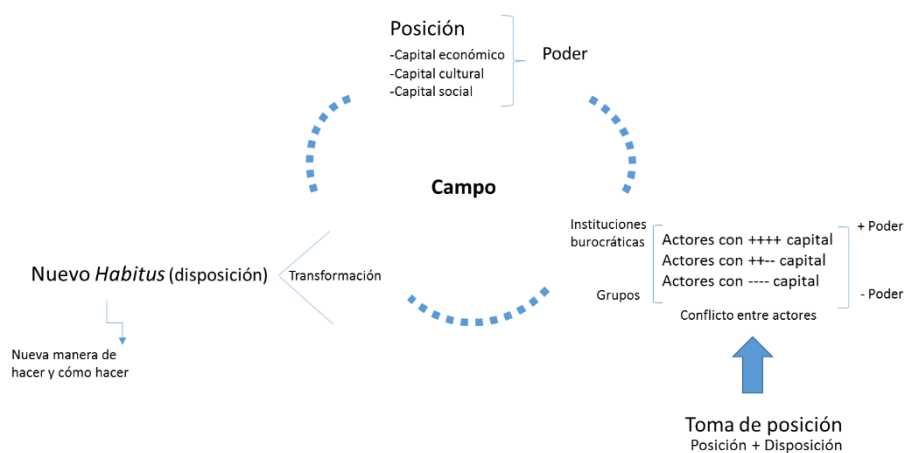 Posición
-Capital económico
-Capital cultural
-Capital social
Poder
Campo
Instituciones
burocráticas
Grupos
Actores con ++++ capital
Actores con ++-- capital
Actores con ---- capital
+ Poder
- Poder
Conflicto entre actores
Toma de posición
Posición + Disposición
Transformación
Nuevo Habitus (disposición)
Nueva manera de
hacer y cómo hacer